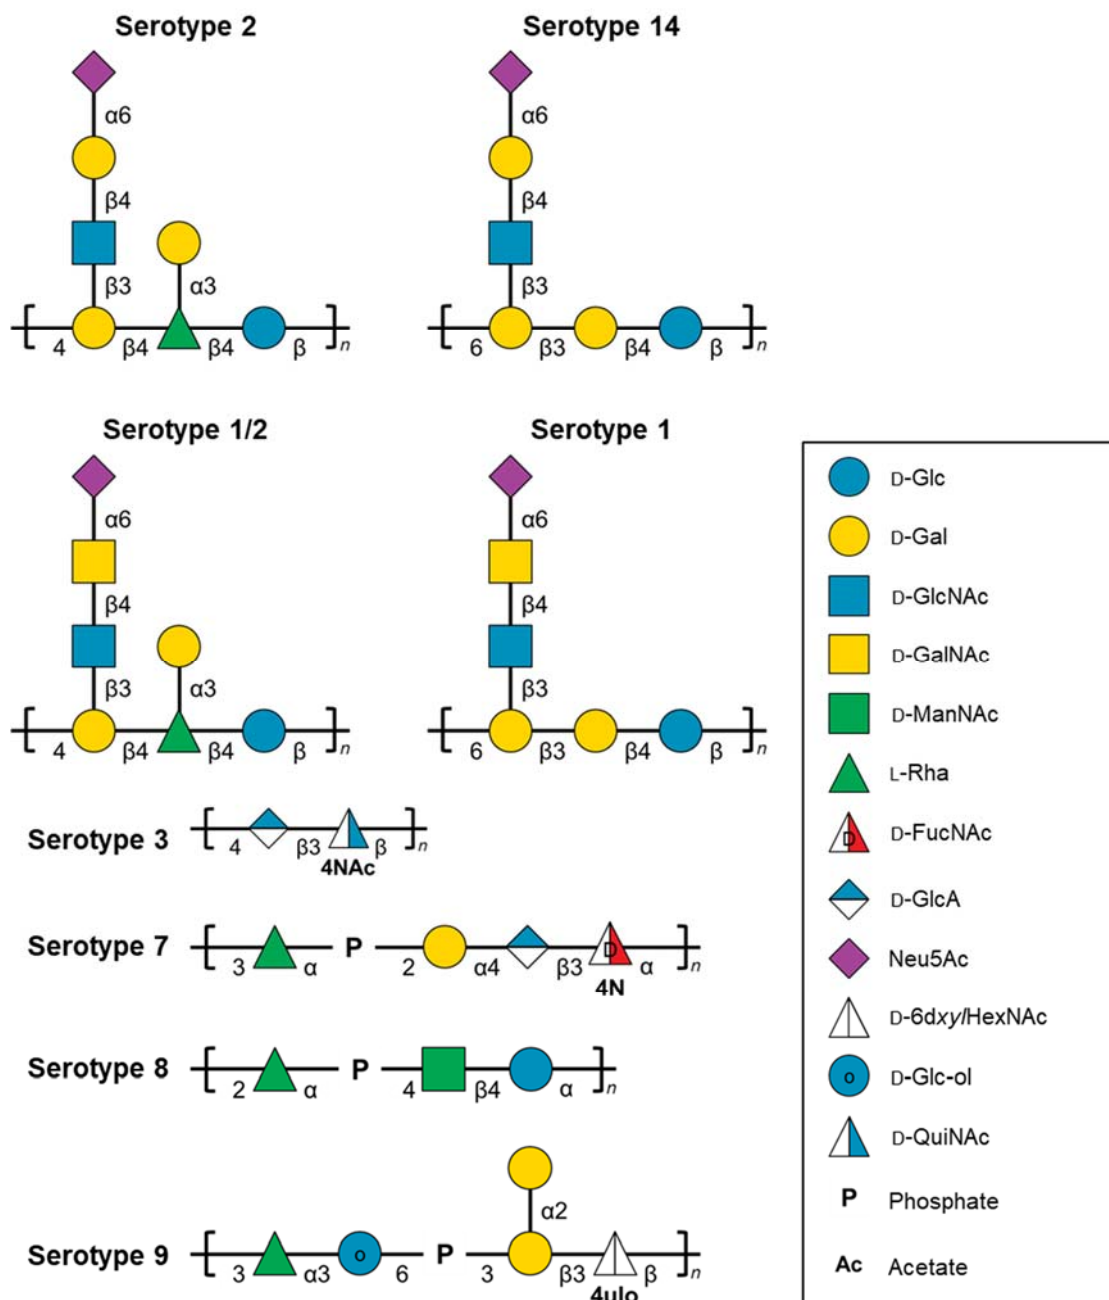 Serotype 2
Serotype 14
α6
β4
β3
α3
[ 4 β4 β4 β ]n
α6
β4
β3
[ 6 β3 β4 β ]n
Serotype 1/2
Serotype 1
α6
β4
β3
α3
[ 4 β4 β4 β ]n
α6
β4
β3
[ 6 β3 β4 β ]n
Serotype 3
[ 4 β3 β ]n
4NAc
Serotype 7
[ 3 α P 2 α4 β3 D α ]n
4N
Serotype 8
[ 2 α P 4 β4 α ]n
Serotype 9
α2
[ 3 α3 o 6 P 3 β3 β ]n
4ulo
D-Glc
D-Gal
D-GlcNAc
D-GalNAc
D-ManNAc
L-Rha
D D-FucNAc
D-GlcA
Neu5Ac
D-6dxylHexNAc
o D-Glc-ol
D-QuiNAc
P Phosphate
Ac Acetate